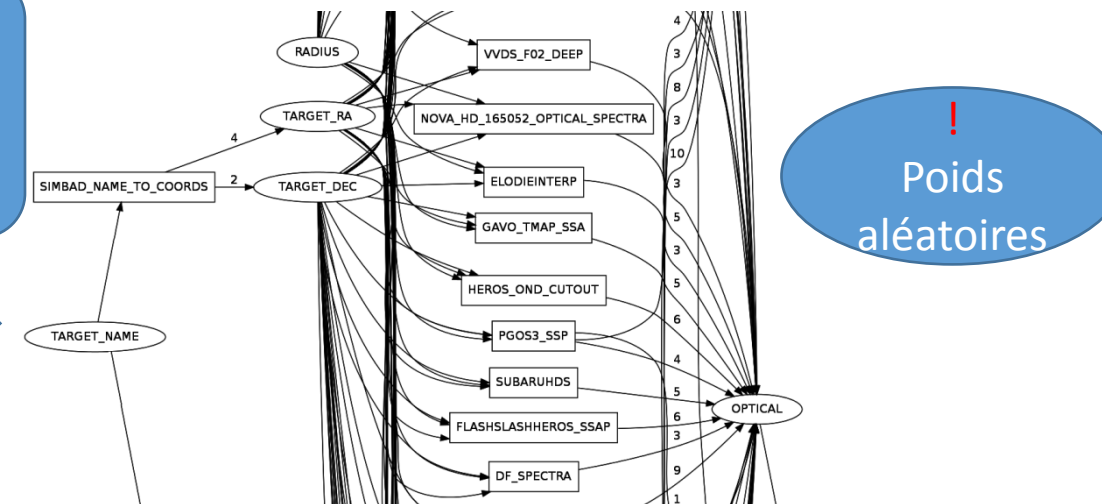 RADIUS
VVDS_F02_DEEP
TARGET_RA
NOVA_HD_165052_OPTICAL_SPECTRA
SIMBAD_NAME_TO_COORDS
4
2
TARGET_DEC
ELODIEINTERP
GAVO_TMAP_SSA
HEROS_OND_CUTOUT
TARGET_NAME
PGOS3_SSP
SUBARUHDS
FLASHSLASHHEROS_SSAP
DF_SPECTRA
4
3
8
3
10
3
5
3
5
6
4
5
6
3
9
1
OPTICAL
!
Poids
aléatoires